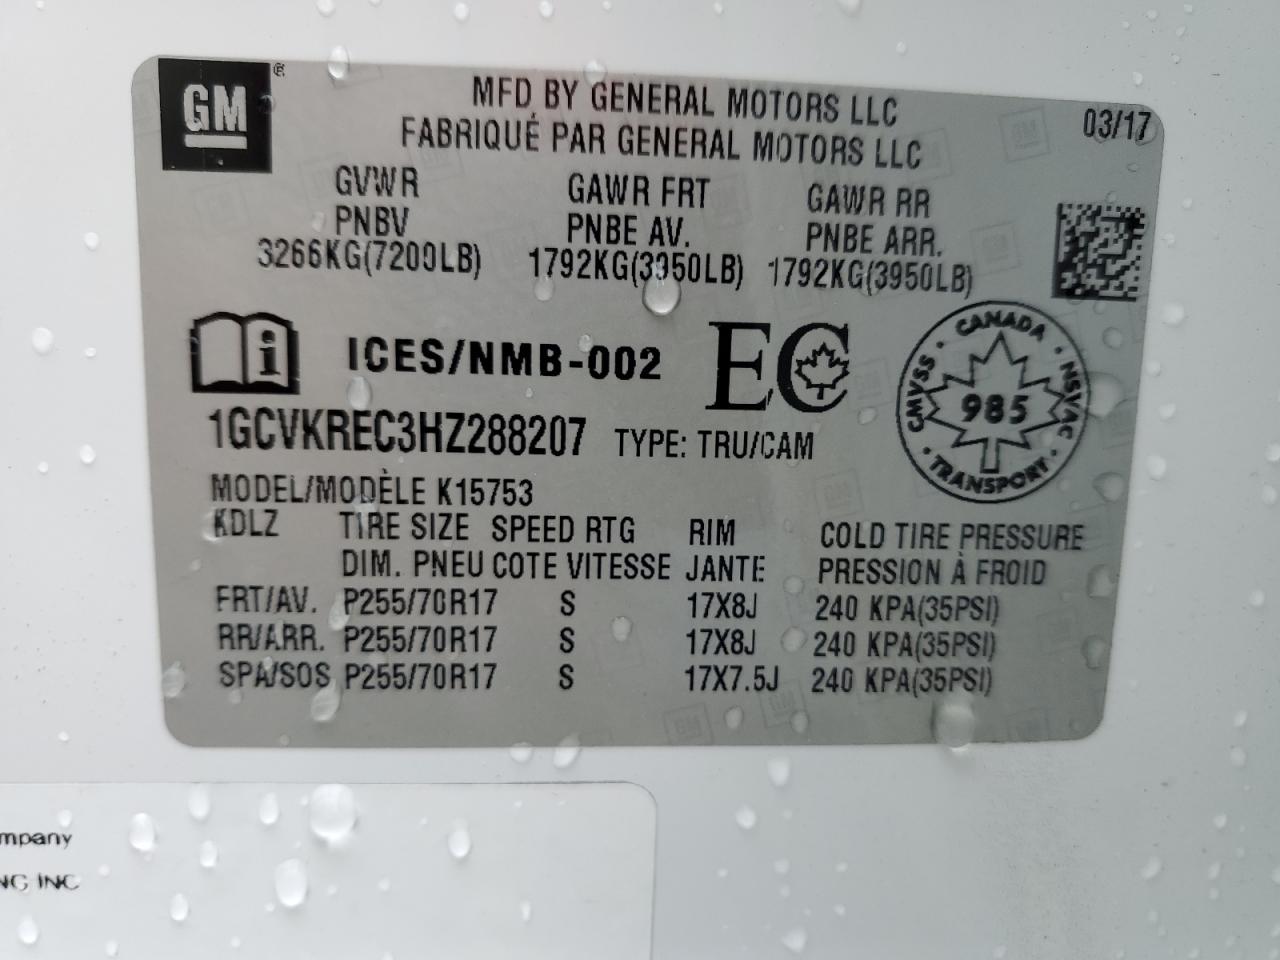 GM®
MFD BY GENERAL MOTORS LLC
03/17
FABRIQUÉ PAR GENERAL MOTORS LLC
GVWR GAWR FRT GAWR RR
PNBV PNBE AV. PNBE ARR.
3266KG(7200LB) 1792KG(3950LB) 1792KG(3950LB)
ICES/NMB-002 EC
CANADA
CMVSS · 985 · NSVAC
TRANSPORT
1GCVKREC3HZ288207 TYPE: TRU/CAM
MODEL/MODÈLE K15753
KDLZ TIRE SIZE SPEED RTG RIM COLD TIRE PRESSURE
DIM. PNEU COTE VITESSE JANTE PRESSION À FROID
FRT/AV. P255/70R17 S 17X8J 240 KPA(35PSI)
RR/ARR. P255/70R17 S 17X8J 240 KPA(35PSI)
SPA/SOS P255/70R17 S 17X7.5J 240 KPA(35PSI)
mpany
NG INC